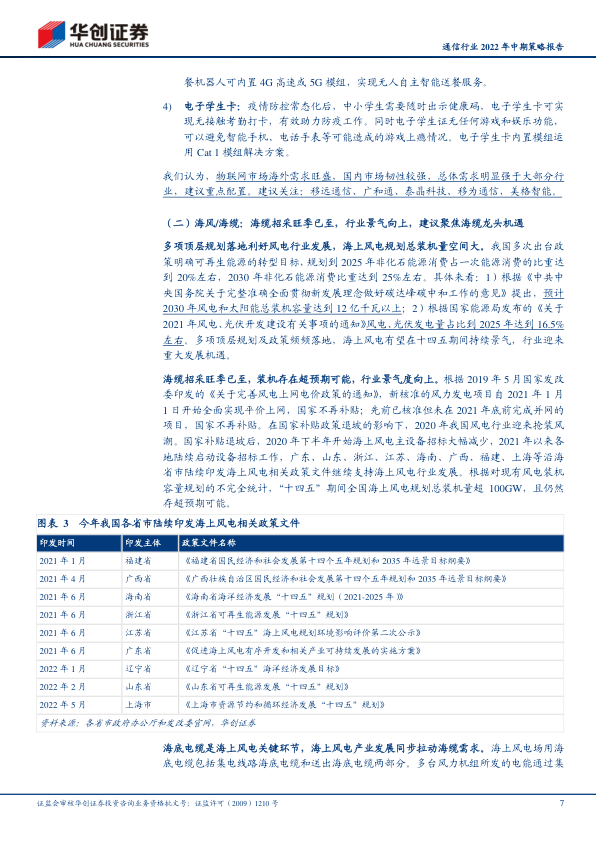 华创证券
HUA CHUANG SECURITIES
通信行业 2022 年中期策略报告
餐机器人可内置 4G 高速或 5G 模组，实现无人自主智能送餐服务。
4) 电子学生卡：疫情防控常态化后，中小学生需要随时出示健康码，电子学生卡可实
现无接触考勤打卡，有效助力防疫工作。同时电子学生证无任何游戏和娱乐功能，
可以避免智能手机、电话手表等可能造成的游戏上瘾情况。电子学生卡内置模组运
用 Cat 1 模组解决方案。
我们认为，物联网市场海外需求旺盛，国内市场韧性较强，总体需求明显强于大部分行
业，建议重点配置。建议关注：移远通信、广和通、泰晶科技、移为通信、美格智能。
（二）海风/海缆：海缆招采旺季已至，行业景气向上，建议聚焦海缆龙头机遇
多项顶层规划落地利好风电行业发展，海上风电规划总装机量空间大。我国多次出台政
策明确可再生能源的转型目标，规划到 2025 年非化石能源消费占一次能源消费的比重达
到 20%左右，2030 年非化石能源消费比重达到 25%左右。具体来看：1）根据《中共中
央国务院关于完整准确全面贯彻新发展理念做好碳达峰碳中和工作的意见》提出，预计
2030 年风电和太阳能总装机容量达到 12 亿千瓦以上；2）根据国家能源局发布的《关于
2021 年风电、光伏开发建设有关事项的通知》风电、光伏发电量占比到 2025 年达到 16.5%
左右。多项顶层规划及政策频频落地，海上风电有望在十四五期间持续景气，行业迎来
重大发展机遇。
海缆招采旺季已至，装机存在超预期可能，行业景气度向上。根据 2019 年 5 月国家发改
委印发的《关于完善风电上网电价政策的通知》，新核准的风力发电项目自 2021 年 1 月
1 日开始全面实现平价上网，国家不再补贴；先前已核准但未在 2021 年底前完成并网的
项目，国家不再补贴。在国家补贴政策退坡的影响下，2020 年我国风电行业迎来抢装风
潮。国家补贴退坡后，2020 年下半年开始海上风电主设备招标大幅减少，2021 年以来各
地陆续启动设备招标工作，广东、山东、浙江、江苏、海南、广西、福建、上海等沿海
省市陆续印发海上风电相关政策文件继续支持海上风电行业发展。根据对现有风电装机
容量规划的不完全统计，“十四五”期间全国海上风电规划总装机量超 100GW，且仍然
存超预期可能。
图表 3 今年我国各省市陆续印发海上风电相关政策文件
印发时间 印发主体 政策文件名称
2021 年 1 月 福建省 《福建省国民经济和社会发展第十四个五年规划和 2035 年远景目标纲要》
2021 年 4 月 广西省 《广西壮族自治区国民经济和社会发展第十四个五年规划和 2035 年远景目标纲要》
2021 年 6 月 海南省 《海南省海洋经济发展“十四五”规划（2021-2025 年）》
2021 年 6 月 浙江省 《浙江省可再生能源发展“十四五”规划》
2021 年 6 月 江苏省 《江苏省“十四五”海上风电规划环境影响评价第二次公示》
2021 年 6 月 广东省 《促进海上风电有序开发和相关产业可持续发展的实施方案》
2022 年 1 月 辽宁省 《辽宁省“十四五”海洋经济发展目标》
2022 年 2 月 山东省 《山东省可再生能源发展“十四五”规划》
2022 年 5 月 上海市 《上海市资源节约和循环经济发展“十四五”规划》
资料来源：各省市政府办公厅和发改委官网，华创证券
海底电缆是海上风电关键环节，海上风电产业发展同步拉动海缆需求。海上风电场用海
底电缆包括集电线路海底电缆和送出海底电缆两部分。多台风力机组所发的电能通过集
证监会审核华创证券投资咨询业务资格批文号：证监许可（2009）1210 号
7